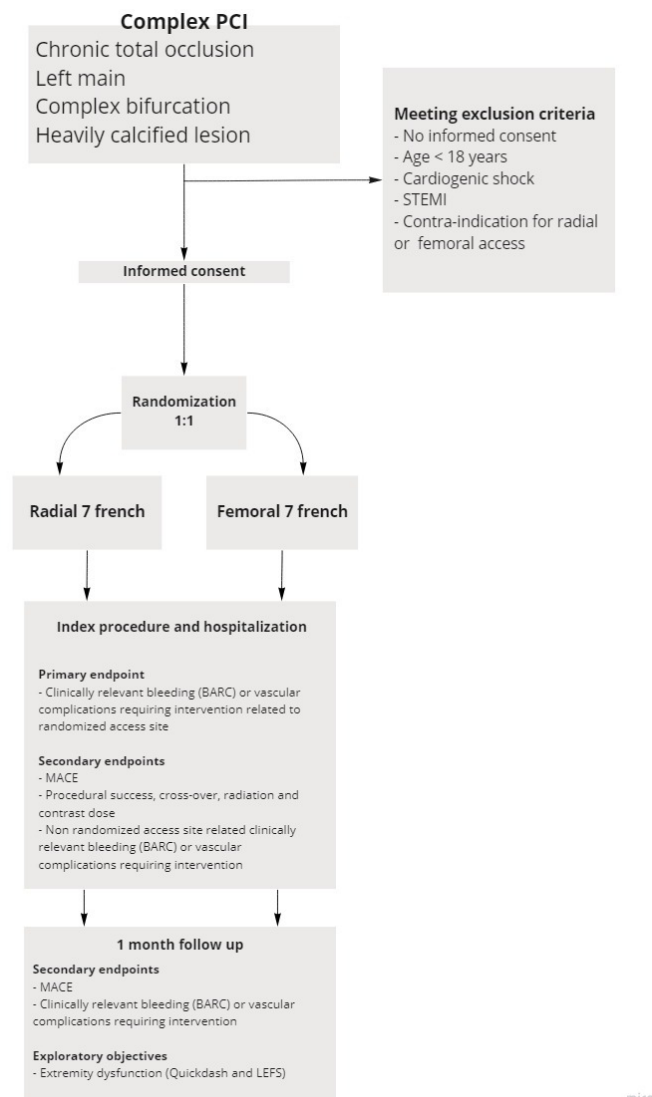 Complex PCI
Chronic total occlusion
Left main
Complex bifurcation
Heavily calcified lesion
Meeting exclusion criteria
- No informed consent
- Age < 18 years
- Cardiogenic shock
- STEMI
- Contra-indication for radial
or femoral access
Informed consent
Randomization
1:1
Radial 7 french
Femoral 7 french
Index procedure and hospitalization
Primary endpoint
- Clinically relevant bleeding (BARC) or vascular
complications requiring intervention related to
randomized access site
Secondary endpoints
- MACE
- Procedural success, cross-over, radiation and
contrast dose
- Non randomized access site related clinically
relevant bleeding (BARC) or vascular
complications requiring intervention
1 month follow up
Secondary endpoints
- MACE
- Clinically relevant bleeding (BARC) or vascular
complications requiring intervention
Exploratory objectives
- Extremity dysfunction (Quickdash and LEFS)